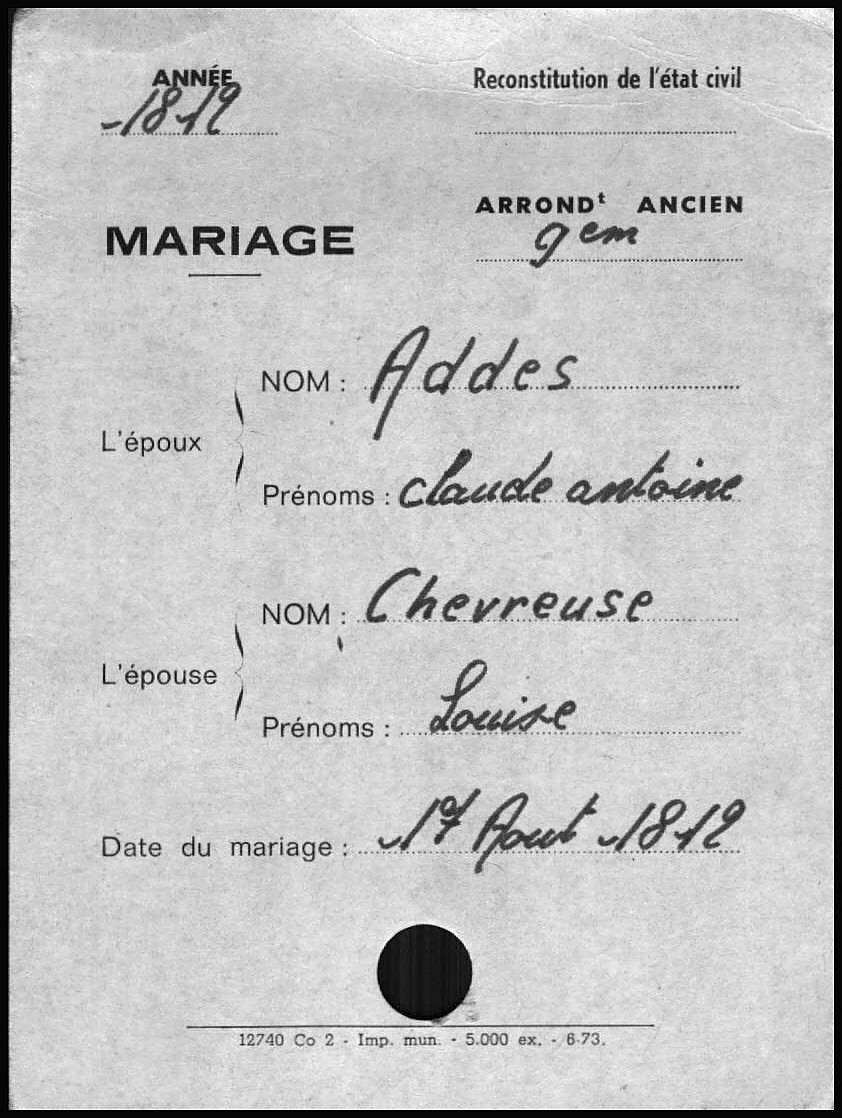 ANNÉE
1812
Reconstitution de l'état civil
ARRONDᵗ ANCIEN
9em
MARIAGE
L'époux
NOM : Addes
Prénoms : Claude antoine
L'épouse
NOM : Chevreuse
Prénoms : Louise
Date du mariage : Aout 1812
12740 Co 2 - Imp. mun. - 5.000 ex. - 6-73.